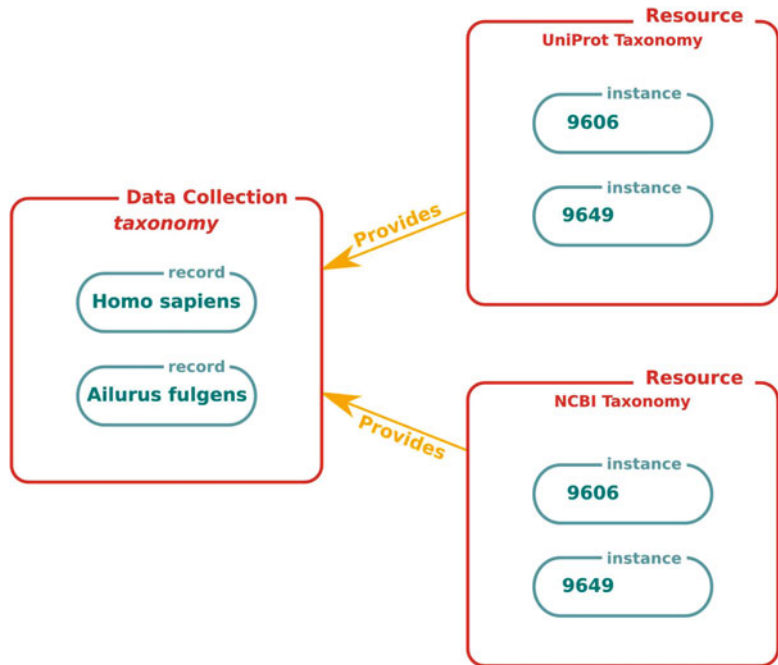 Resource
UniProt Taxonomy
instance
9606
instance
9649
Data Collection
taxonomy
record
Homo sapiens
record
Ailurus fulgens
Provides
Provides
Resource
NCBI Taxonomy
instance
9606
instance
9649